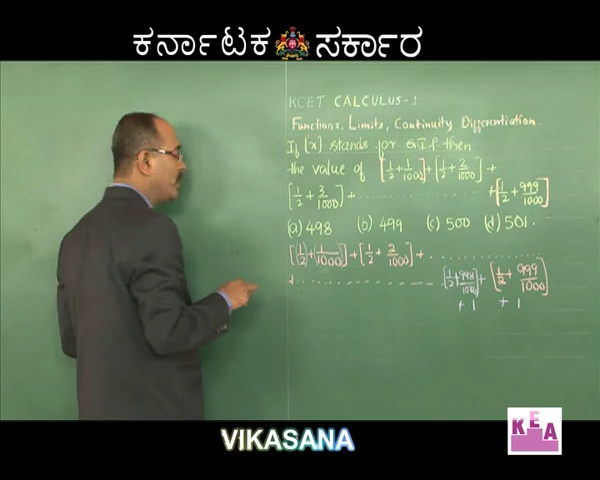 ಕರ್ನಾಟಕ ಸರ್ಕಾರ
KCET CALCULUS-1
Functions, Limits, Continuity Differentiation.
If [x] stands for G.I.F then
the value of [1/2 + 1/1000] + [1/2 + 2/1000] +
[1/2 + 3/1000] + .................... + [1/2 + 999/1000]
(a) 498 (b) 499 (c) 500 (d) 501.
[1/2 + 1/1000] + [1/2 + 2/1000] + ....................
+ .................... [1/2 + 998/1000] + [1/2 + 999/1000]
+ 1 + 1
VIKASANA
KEA